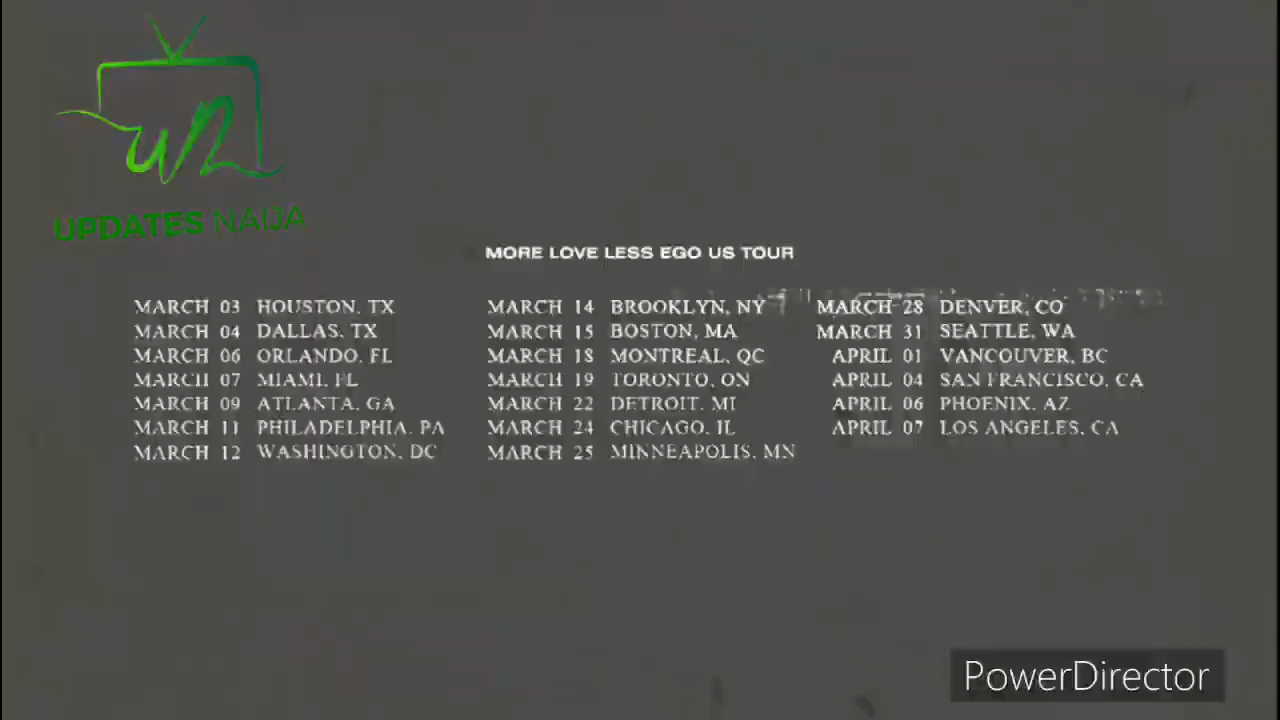 un
UPDATES NAIJA
MORE LOVE LESS EGO US TOUR
MARCH 03 HOUSTON, TX
MARCH 04 DALLAS, TX
MARCH 06 ORLANDO, FL
MARCH 07 MIAMI, FL
MARCH 09 ATLANTA, GA
MARCH 11 PHILADELPHIA, PA
MARCH 12 WASHINGTON, DC
MARCH 14 BROOKLYN, NY
MARCH 15 BOSTON, MA
MARCH 18 MONTREAL, QC
MARCH 19 TORONTO, ON
MARCH 22 DETROIT, MI
MARCH 24 CHICAGO, IL
MARCH 25 MINNEAPOLIS, MN
MARCH 28 DENVER, CO
MARCH 31 SEATTLE, WA
APRIL 01 VANCOUVER, BC
APRIL 04 SAN FRANCISCO, CA
APRIL 06 PHOENIX, AZ
APRIL 07 LOS ANGELES, CA
PowerDirector